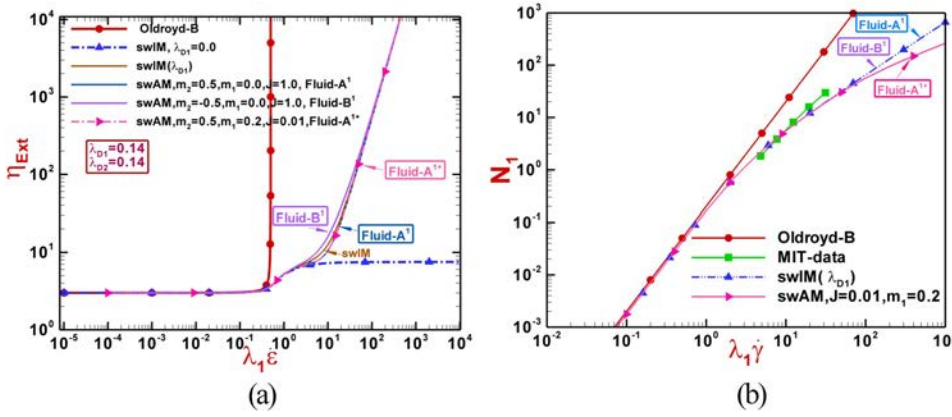 10⁴
10³
10²
10¹
10⁰
η_Ext
Oldroyd-B
swIM, λ_D1=0.0
swIM(λ_D1)
swAM,m₂=0.5,m₁=0.0,J=1.0, Fluid-A¹
swAM,m₂=-0.5,m₁=0.0,J=1.0, Fluid-B¹
swAM,m₂=0.5,m₁=0.2,J=0.01,Fluid-A¹⁺
λ_D1=0.14
λ_D2=0.14
Fluid-A¹⁺
Fluid-B¹
Fluid-A¹
swIM
10⁻⁵ 10⁻⁴ 10⁻³ 10⁻² 10⁻¹ 10⁰ 10¹ 10² 10³ 10⁴
λ₁ε̇
(a)
10³
10²
10¹
10⁰
10⁻¹
10⁻²
10⁻³
N₁
Fluid-A¹
Fluid-B¹
Fluid-A¹⁺
Oldroyd-B
MIT-data
swIM( λ_D1)
swAM,J=0.01,m₁=0.2
10⁻¹ 10⁰ 10¹ 10² 10
λ₁γ̇
(b)